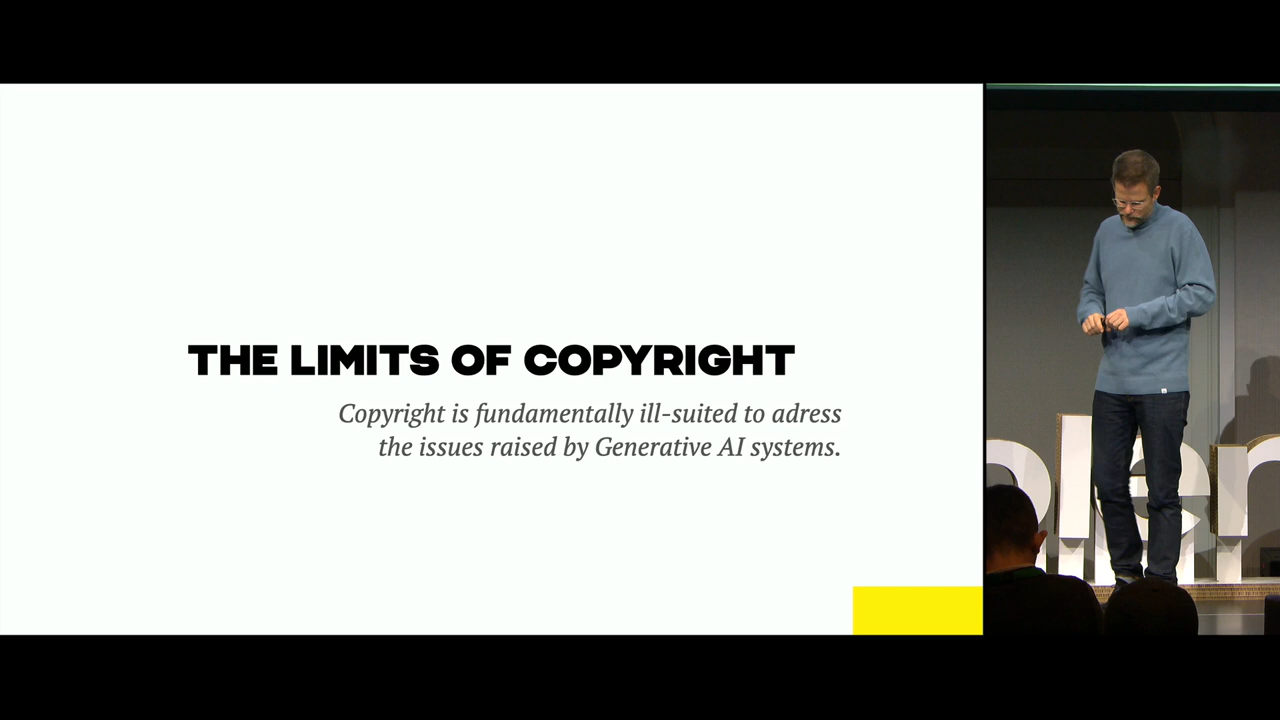 THE LIMITS OF COPYRIGHT
Copyright is fundamentally ill-suited to adress
the issues raised by Generative AI systems.